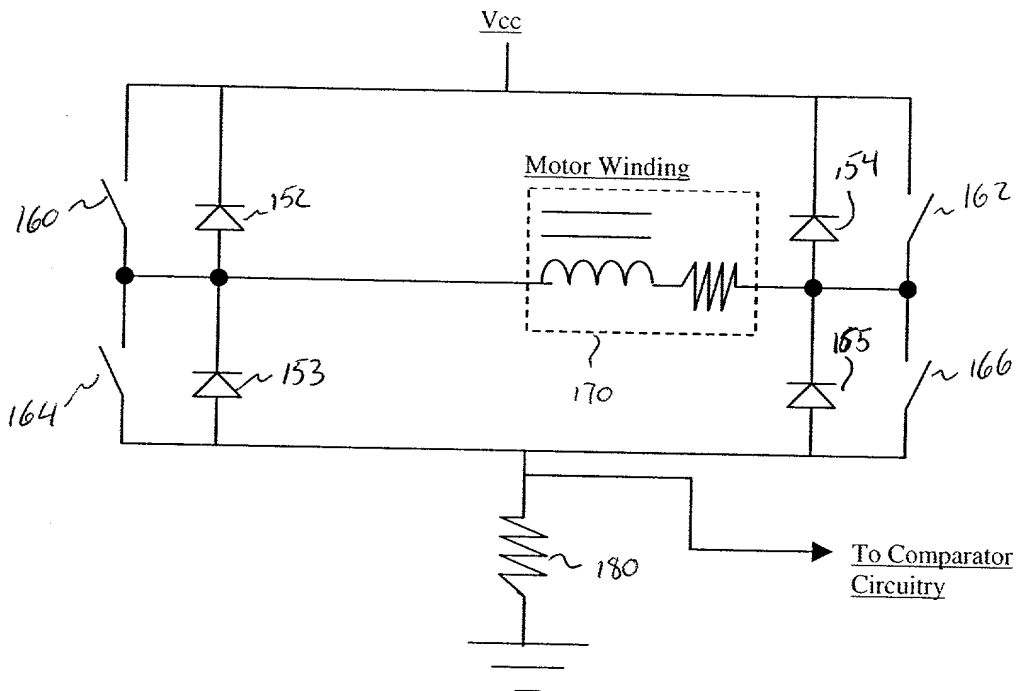 Vcc
Motor Winding
160
152
154
162
164
153
170
165
166
180
To Comparator
Circuitry